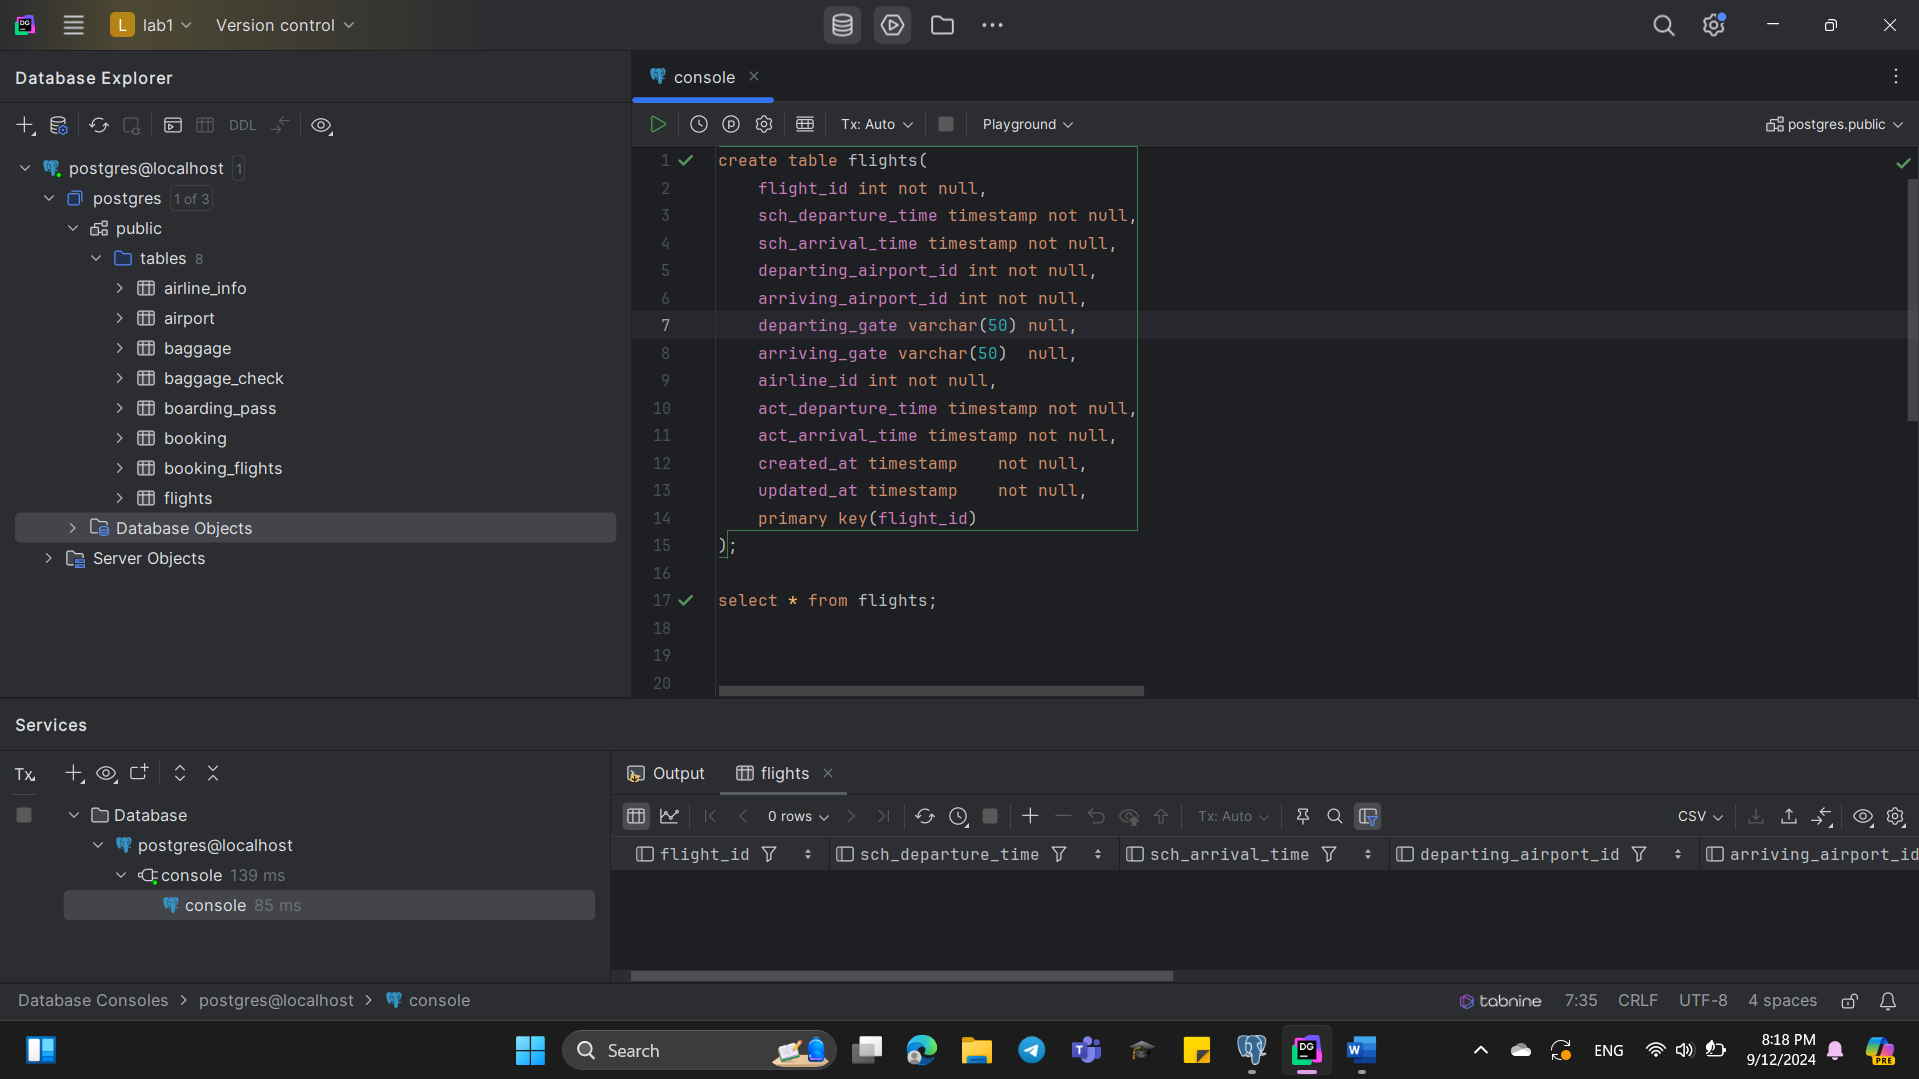 L lab1 Version control
Database Explorer
DDL
postgres@localhost 1
postgres 1 of 3
public
tables 8
airline_info
airport
baggage
baggage_check
boarding_pass
booking
booking_flights
flights
Database Objects
Server Objects
console
Tx: Auto Playground postgres.public
1 create table flights(
2 flight_id int not null,
3 sch_departure_time timestamp not null,
4 sch_arrival_time timestamp not null,
5 departing_airport_id int not null,
6 arriving_airport_id int not null,
7 departing_gate varchar(50) null,
8 arriving_gate varchar(50)  null,
9 airline_id int not null,
10 act_departure_time timestamp not null,
11 act_arrival_time timestamp not null,
12 created_at timestamp    not null,
13 updated_at timestamp    not null,
14 primary key(flight_id)
15 );
16
17 select * from flights;
18
19
20
Services
Tx
Database
postgres@localhost
console 139 ms
console 85 ms
Output flights
0 rows Tx: Auto CSV
flight_id sch_departure_time sch_arrival_time departing_airport_id arriving_airport_id
Database Consoles > postgres@localhost > console
tabnine 7:35 CRLF UTF-8 4 spaces
Search
ENG
8:18 PM
9/12/2024
PRE